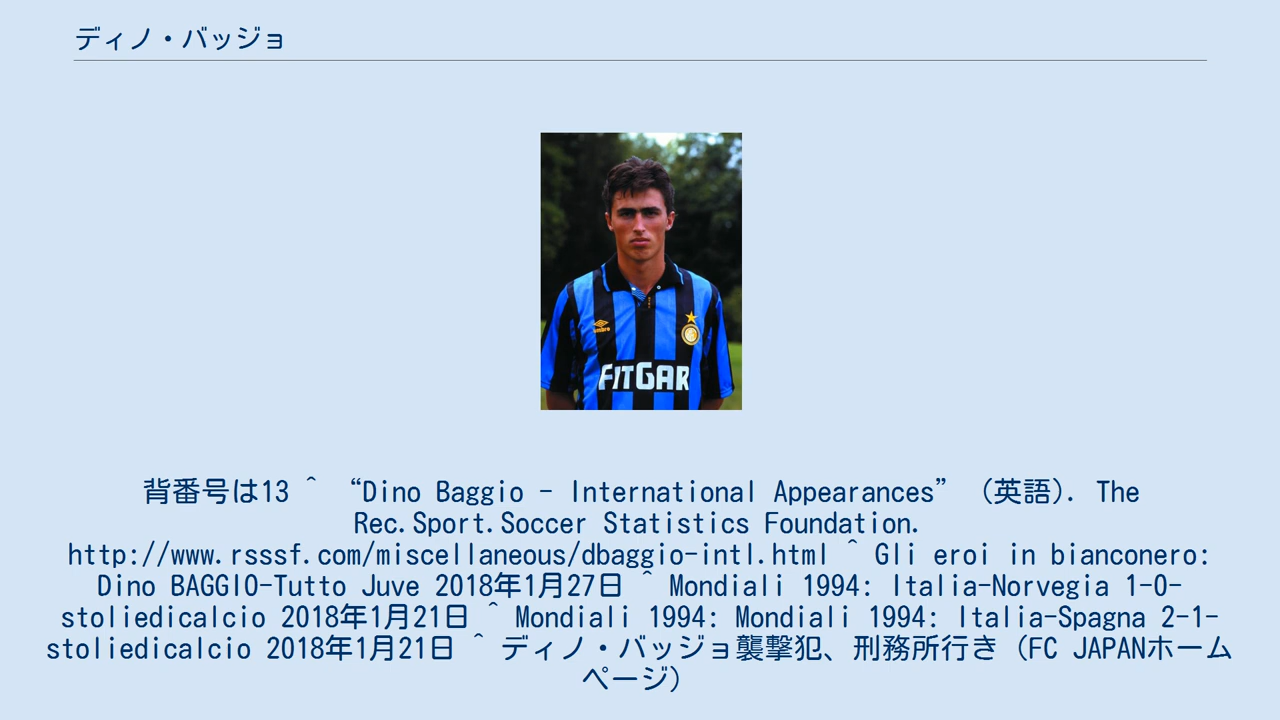 ディノ・バッジョ
umbro
FITGAR
背番号は13 ^ “Dino Baggio - International Appearances” （英語）. The
Rec.Sport.Soccer Statistics Foundation.
http://www.rsssf.com/miscellaneous/dbaggio-intl.html ^ Gli eroi in bianconero:
Dino BAGGIO-Tutto Juve 2018年1月27日 ^ Mondiali 1994: Italia-Norvegia 1-0-
stoliedicalcio 2018年1月21日 ^ Mondiali 1994: Mondiali 1994: Italia-Spagna 2-1-
stoliedicalcio 2018年1月21日 ^ ディノ・バッジョ襲撃犯、刑務所行き（FC JAPANホーム
ページ）